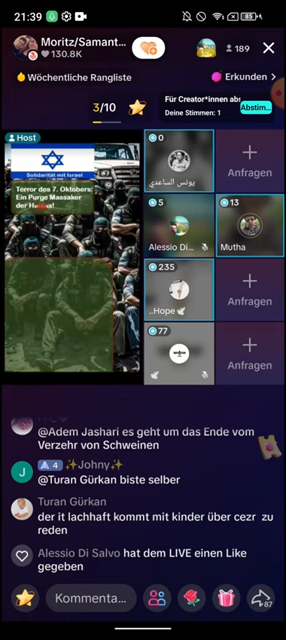 21:39
85
Moritz/Samant...
130.8K
189
Wöchentliche Rangliste
Erkunden >
3/10
Für Creator*innen abs
Deine Stimmen: 1
Abstim...
Host
Solidarität mit Israel
Terror des 7. Oktobers:
Ein Purge Massaker
der Hamas!
0
يونس الساعدي
+
Anfragen
5
Alessio Di...
13
Mutha
235
..Hope🕊
+
Anfragen
77
+
Anfragen
@Adem Jashari es geht um das Ende vom
Verzehr von Schweinen
J
4 ✨Johny✨
@Turan Gürkan biste selber
Turan Gürkan
der it lachhaft kommt mit kinder über cezr zu
reden
Alessio Di Salvo hat dem LIVE einen Like
gegeben
Kommenta...
87